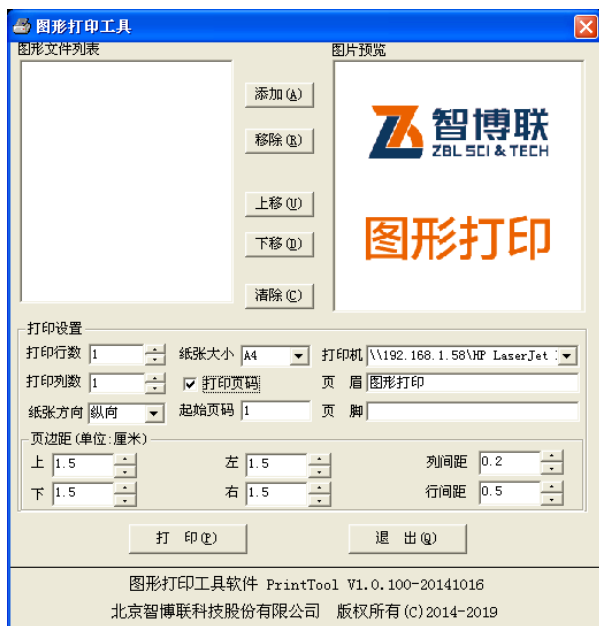 图形打印工具
图形文件列表
图片预览
添加(A)
移除(R)
上移(U)
下移(D)
清除(C)
智博联
ZBL SCI & TECH
图形打印
打印设置
打印行数 1 纸张大小 A4 打印机 \\192.168.1.58\HP LaserJet
打印列数 1 打印页码 页 眉 图形打印
纸张方向 纵向 起始页码 1 页 脚
页边距(单位:厘米)
上 1.5 左 1.5 列间距 0.2
下 1.5 右 1.5 行间距 0.5
打 印(P) 退 出(Q)
图形打印工具软件 PrintTool V1.0.100-20141016
北京智博联科技股份有限公司 版权所有(C)2014-2019